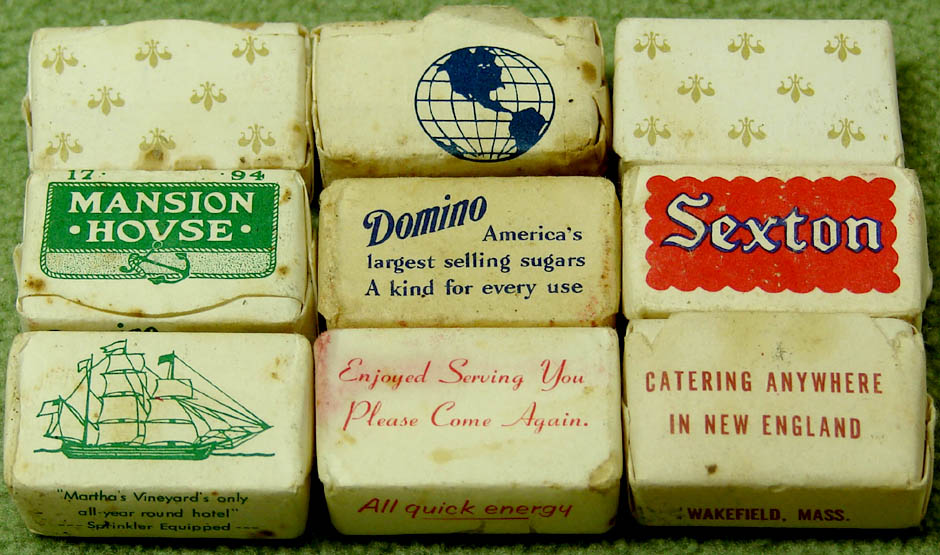 17. 94
MANSION
• HOVSE •
Domino
America's
largest selling sugars
A kind for every use
Sexton
"Martha's Vineyard's only
all-year round hotel"
--- Sprinkler Equipped ---
Enjoyed Serving You
Please Come Again.
All quick energy
CATERING ANYWHERE
IN NEW ENGLAND
WAKEFIELD, MASS.